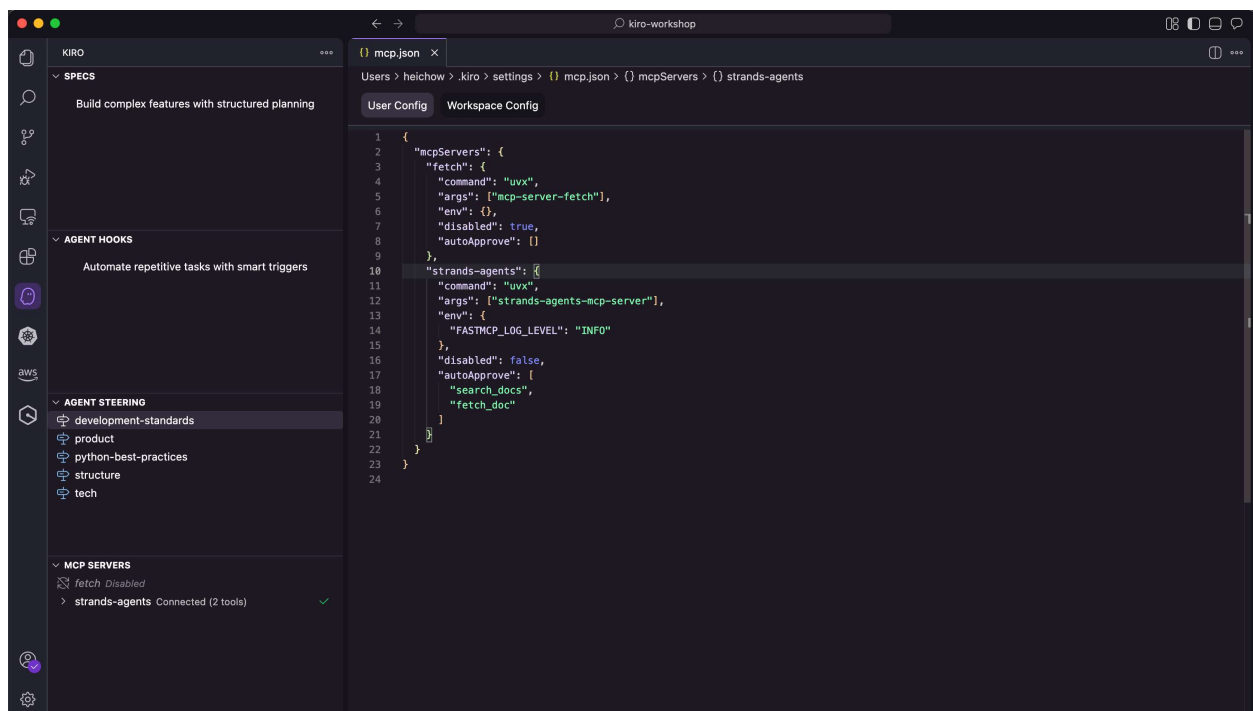 kiro-workshop
KIRO
mcp.json
SPECS
Build complex features with structured planning
Users > heichow > .kiro > settings > {} mcp.json > {} mcpServers > {} strands-agents
User Config Workspace Config
1 {
2 "mcpServers": {
3 "fetch": {
4 "command": "uvx",
5 "args": ["mcp-server-fetch"],
6 "env": {},
7 "disabled": true,
8 "autoApprove": []
9 },
10 "strands-agents": {
11 "command": "uvx",
12 "args": ["strands-agents-mcp-server"],
13 "env": {
14 "FASTMCP_LOG_LEVEL": "INFO"
15 },
16 "disabled": false,
17 "autoApprove": [
18 "search_docs",
19 "fetch_doc"
20 ]
21 }
22 }
23 }
24
AGENT HOOKS
Automate repetitive tasks with smart triggers
aws
AGENT STEERING
development-standards
product
python-best-practices
structure
tech
MCP SERVERS
fetch Disabled
strands-agents Connected (2 tools)